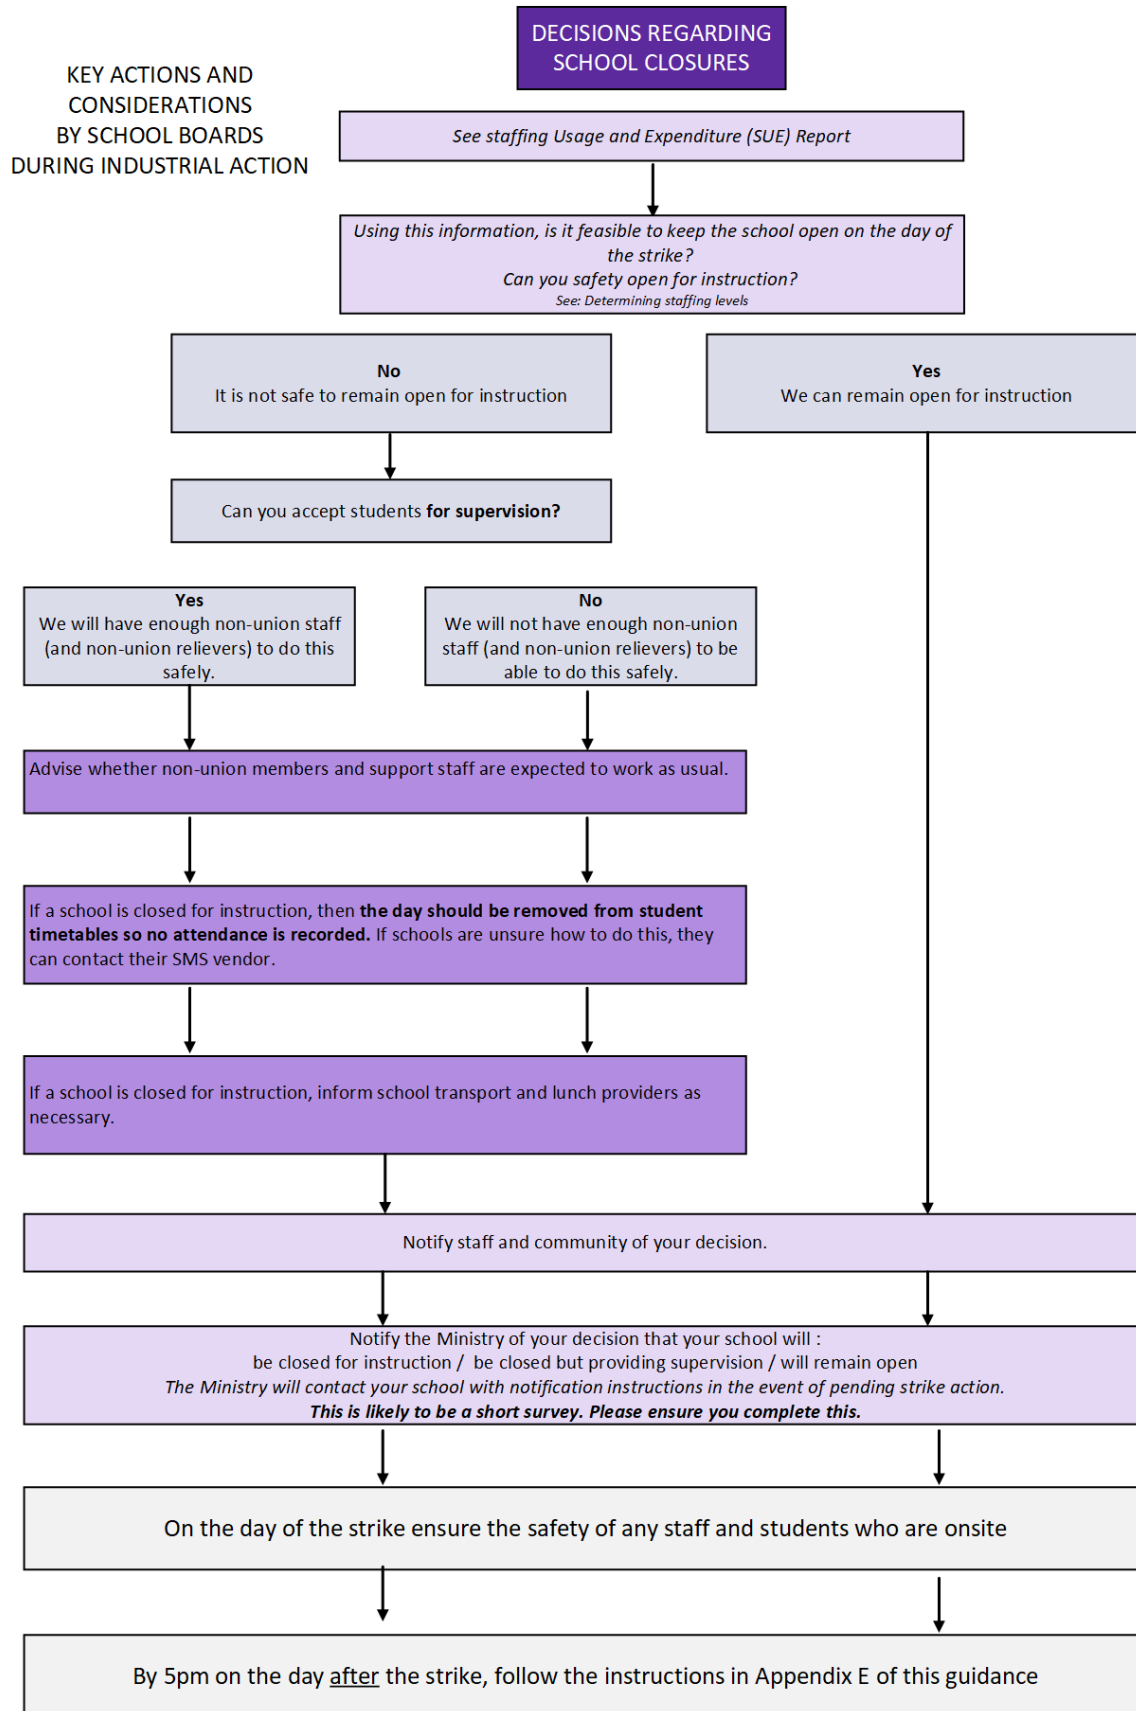 DECISIONS REGARDING
SCHOOL CLOSURES
KEY ACTIONS AND
CONSIDERATIONS
BY SCHOOL BOARDS
DURING INDUSTRIAL ACTION
See staffing Usage and Expenditure (SUE) Report
Using this information, is it feasible to keep the school open on the day of
the strike?
Can you safety open for instruction?
See: Determining staffing levels
No
It is not safe to remain open for instruction
Yes
We can remain open for instruction
Can you accept students for supervision?
Yes
We will have enough non-union staff
(and non-union relievers) to do this
safely.
No
We will not have enough non-union
staff (and non-union relievers) to be
able to do this safely.
Advise whether non-union members and support staff are expected to work as usual.
If a school is closed for instruction, then the day should be removed from student
timetables so no attendance is recorded. If schools are unsure how to do this, they
can contact their SMS vendor.
If a school is closed for instruction, inform school transport and lunch providers as
necessary.
Notify staff and community of your decision.
Notify the Ministry of your decision that your school will :
be closed for instruction / be closed but providing supervision / will remain open
The Ministry will contact your school with notification instructions in the event of pending strike action.
This is likely to be a short survey. Please ensure you complete this.
On the day of the strike ensure the safety of any staff and students who are onsite
By 5pm on the day after the strike, follow the instructions in Appendix E of this guidance